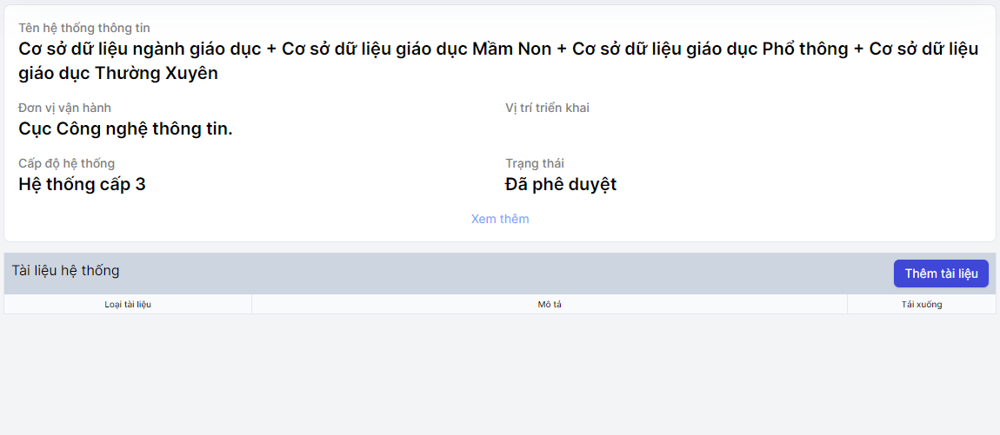 Tên hệ thống thông tin
Cơ sở dữ liệu ngành giáo dục + Cơ sở dữ liệu giáo dục Mầm Non + Cơ sở dữ liệu giáo dục Phổ thông + Cơ sở dữ liệu
giáo dục Thường Xuyên
Đơn vị vận hành
Vị trí triển khai
Cục Công nghệ thông tin.
Cấp độ hệ thống
Trạng thái
Hệ thống cấp 3
Đã phê duyệt
Xem thêm
Tài liệu hệ thống
Thêm tài liệu
Loại tài liệu
Mô tả
Tải xuống